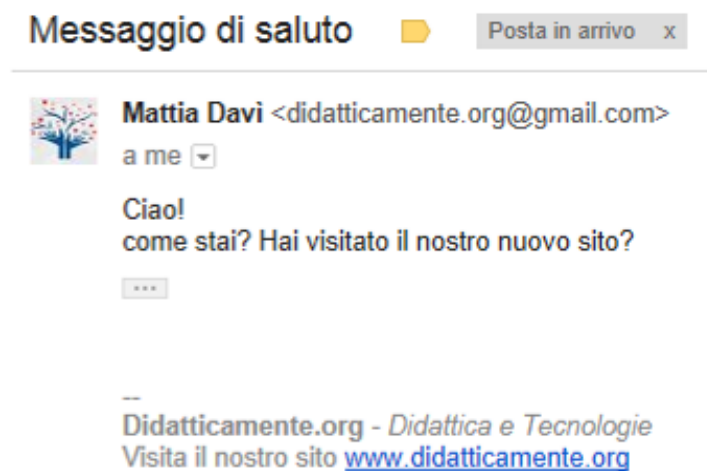 Messaggio di saluto Posta in arrivo x
Mattia Davì <didatticamente.org@gmail.com>
a me
Ciao!
come stai? Hai visitato il nostro nuovo sito?
...
--
Didatticamente.org - Didattica e Tecnologie
Visita il nostro sito www.didatticamente.org